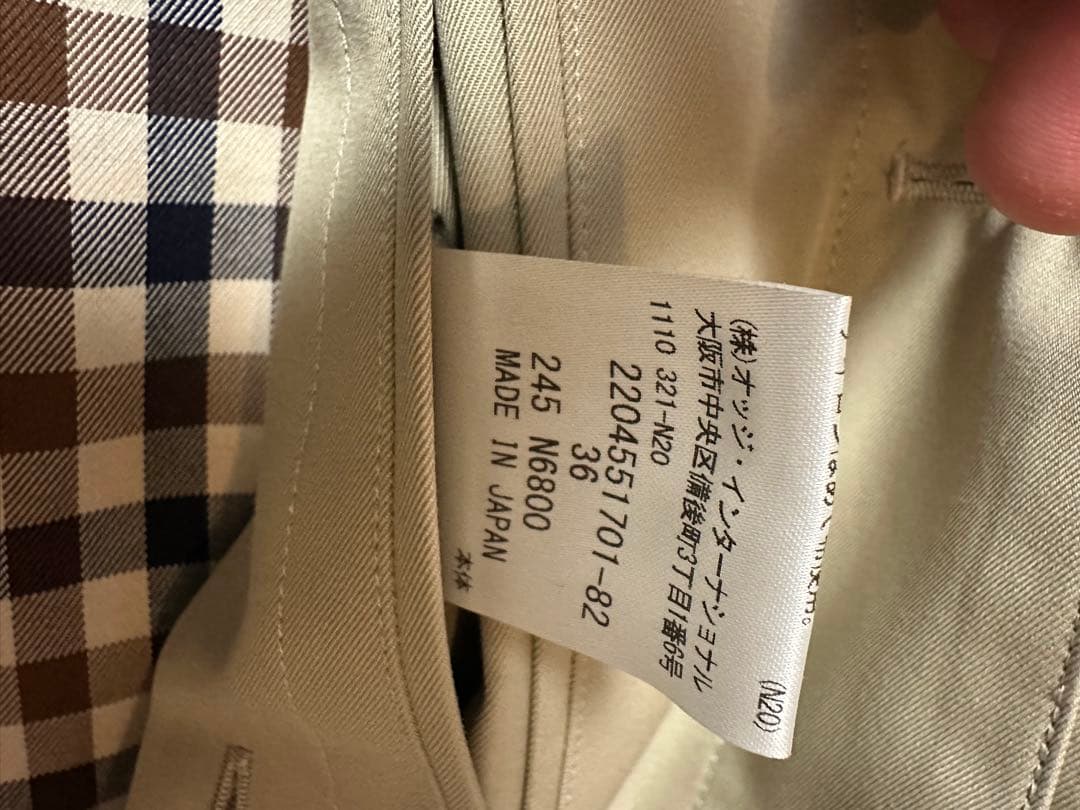 (株)オッジ・インターナショナル
大阪市中央区備後町3丁目1番6号
1110 321-N20
2204551701-82
36
245 N6800
MADE IN JAPAN
本体
(N20)